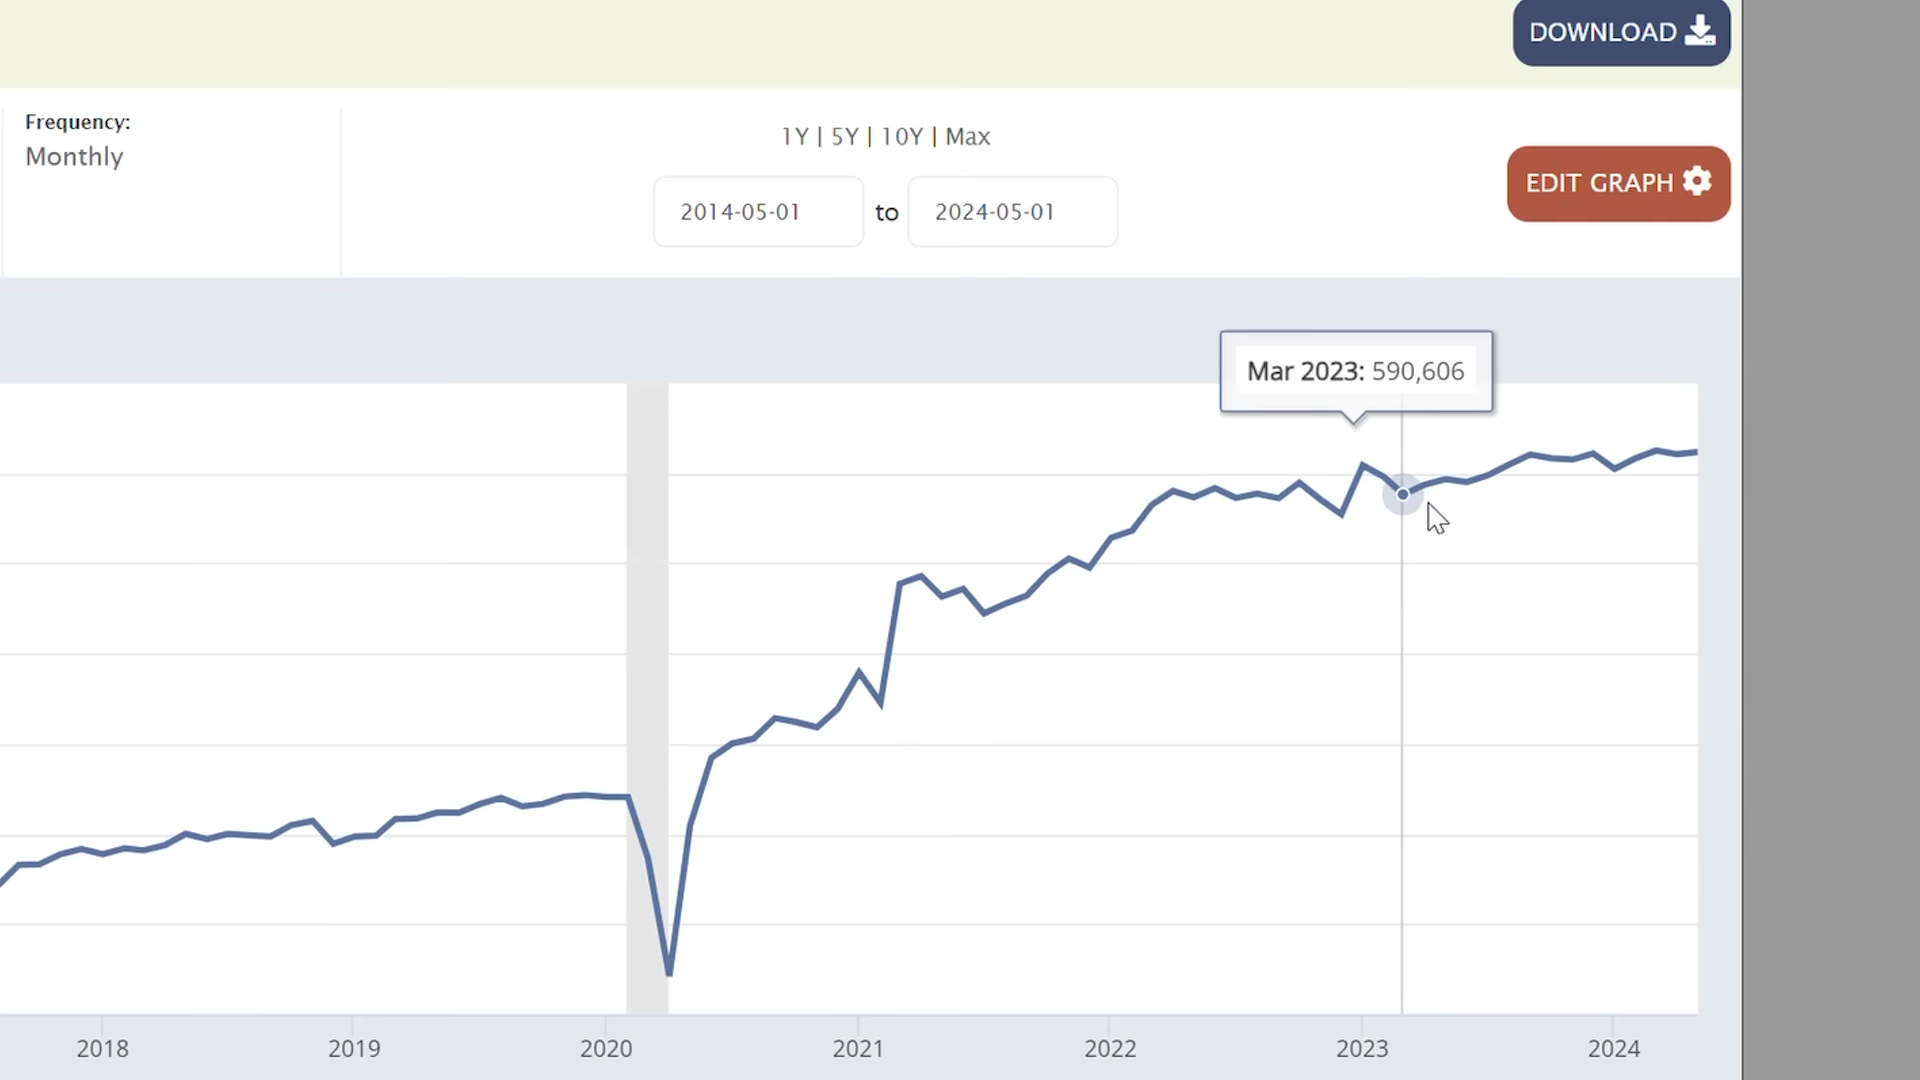 DOWNLOAD
Frequency:
Monthly
1Y | 5Y | 10Y | Max
2014-05-01 to 2024-05-01
EDIT GRAPH
Mar 2023: 590,606
2018 2019 2020 2021 2022 2023 2024